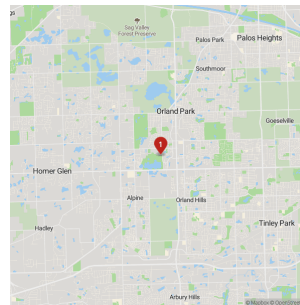 Sag Valley
Forest Preserve
Palos Park
Palos Heights
Southmoor
Orland Park
Goeselville
1
Homer Glen
Alpine
Orland Hills
Hadley
Tinley Park
Arbury Hills
© Mapbox © OpenStreetMap